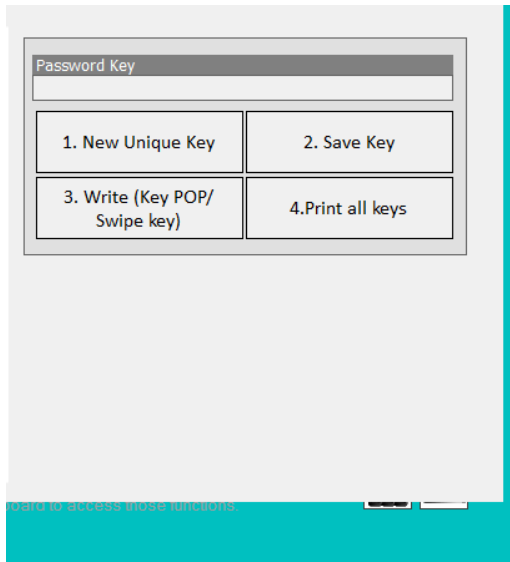 Password Key
1. New Unique Key
2. Save Key
3. Write (Key POP/
Swipe key)
4.Print all keys
board to access those functions.